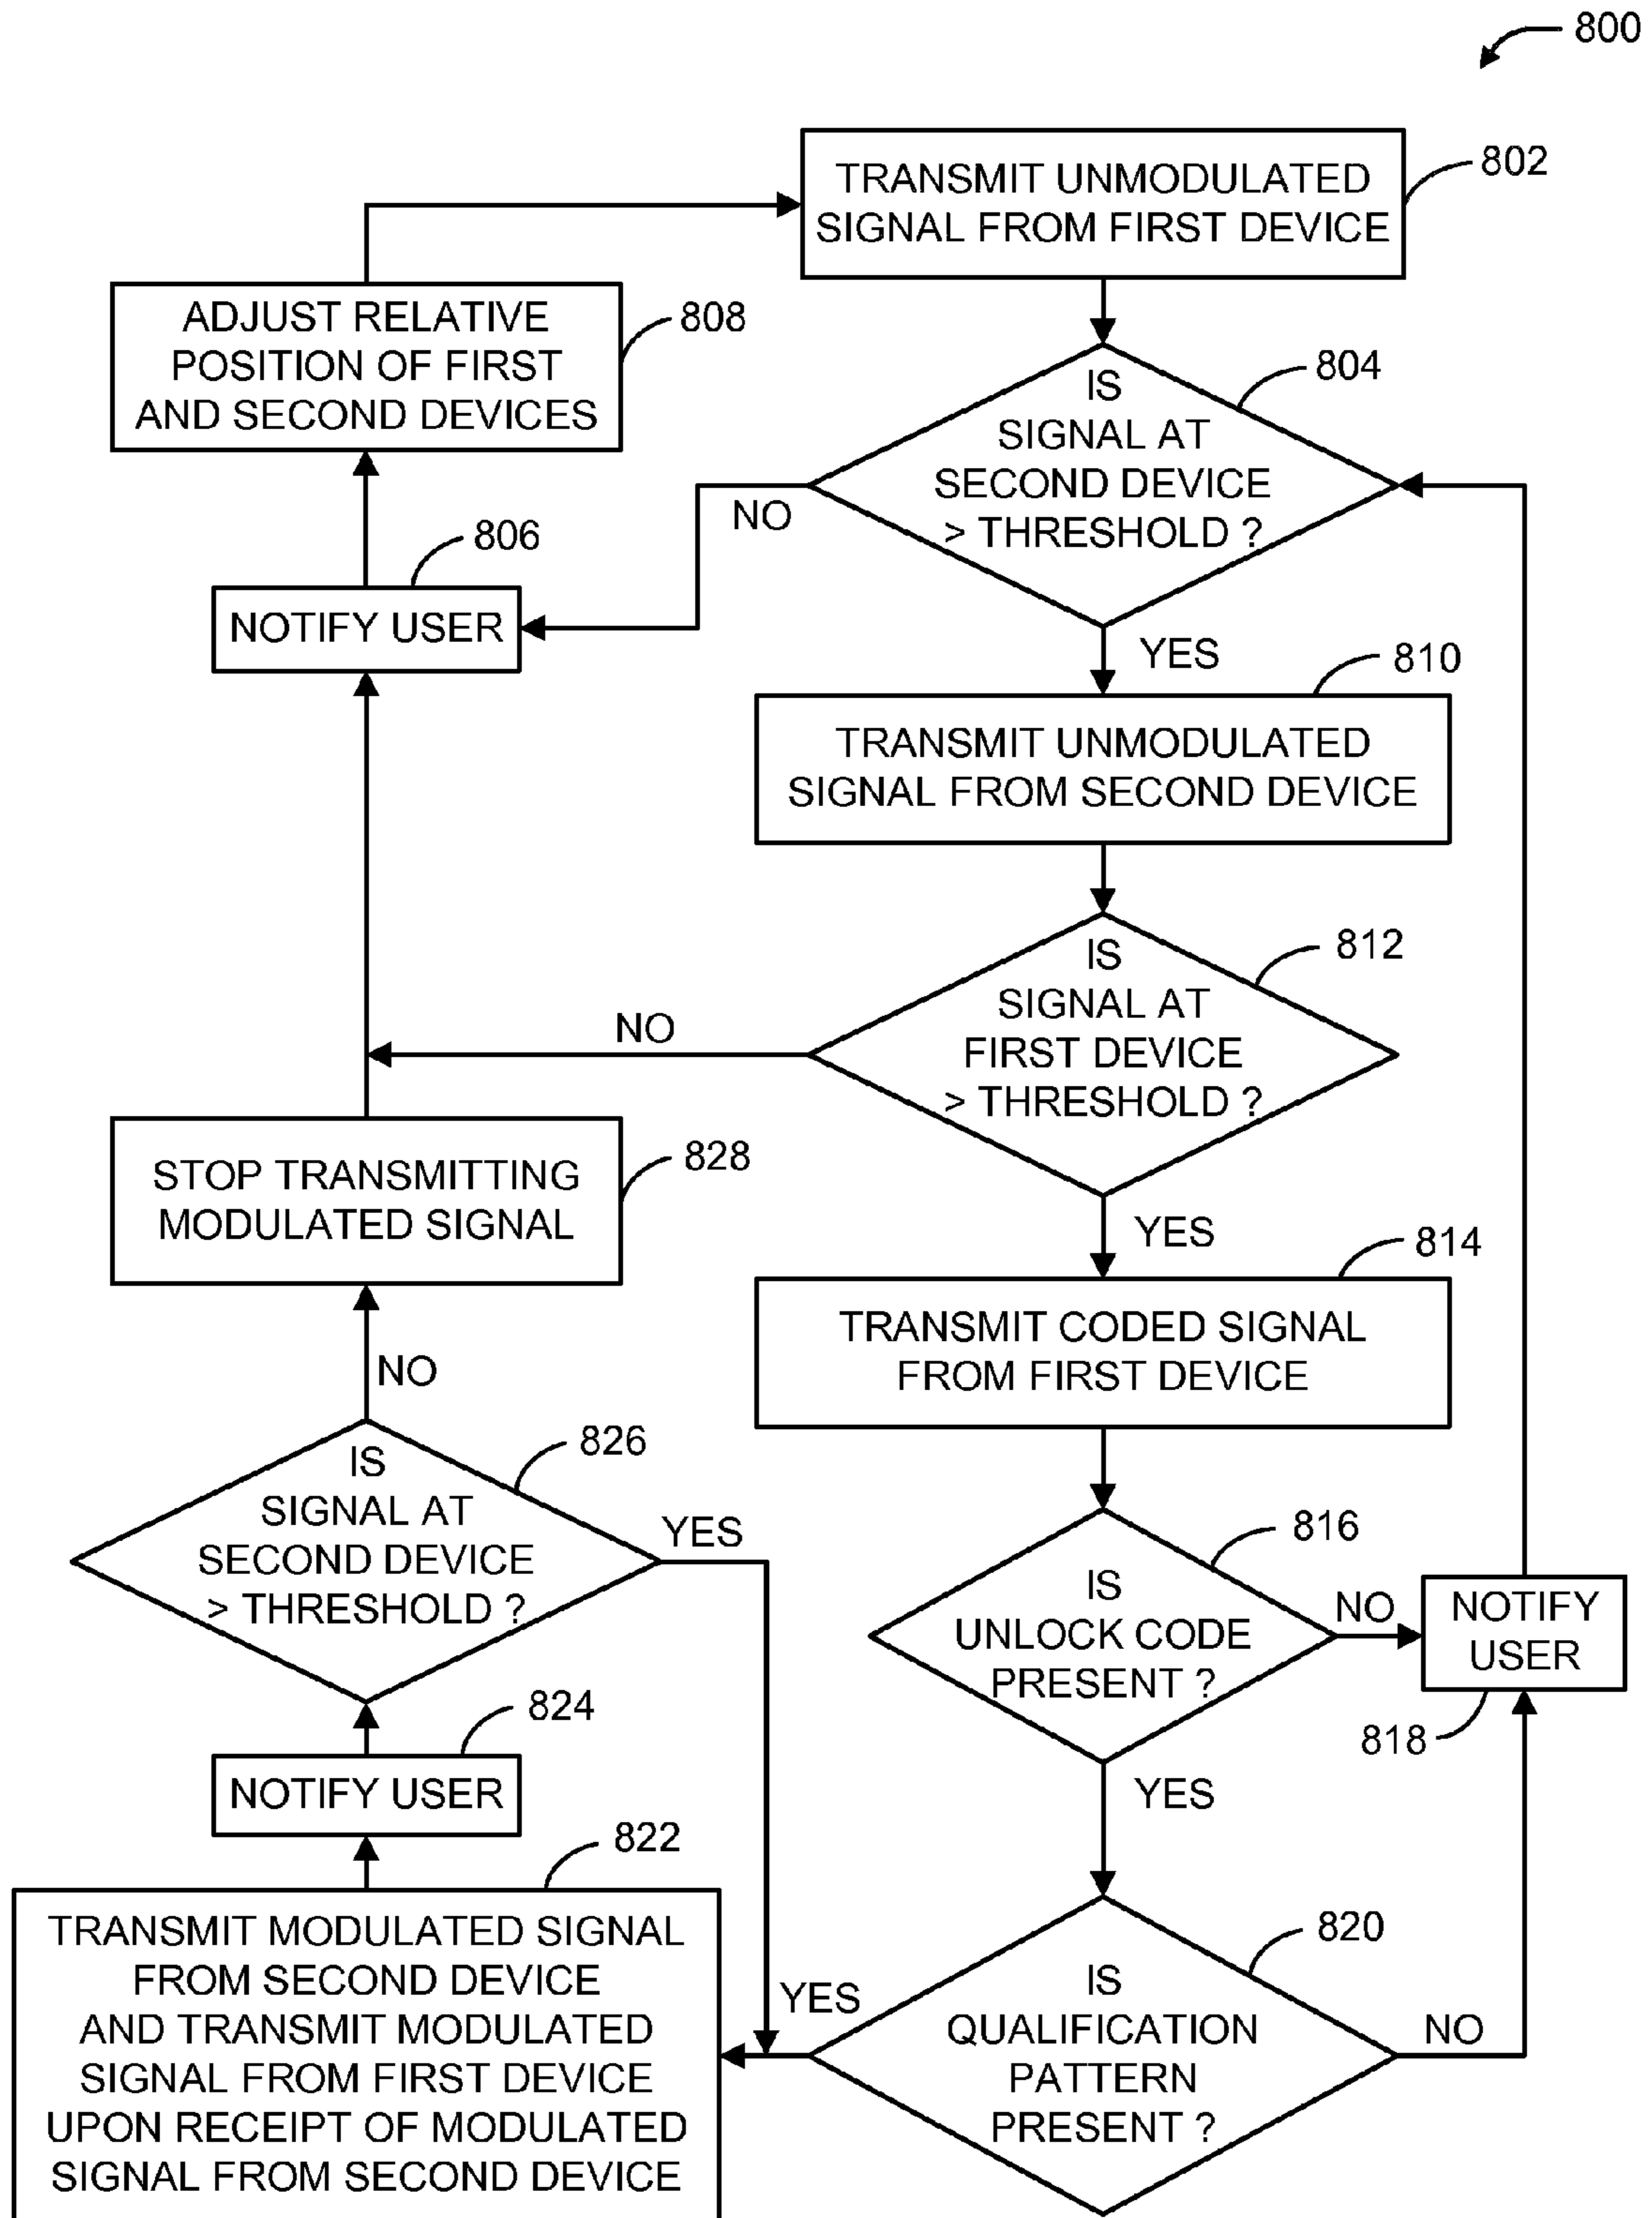 800
TRANSMIT UNMODULATED
SIGNAL FROM FIRST DEVICE
802
ADJUST RELATIVE
POSITION OF FIRST
AND SECOND DEVICES
808
IS
SIGNAL AT
SECOND DEVICE
> THRESHOLD ?
804
NO
806
NOTIFY USER
YES
810
TRANSMIT UNMODULATED
SIGNAL FROM SECOND DEVICE
IS
SIGNAL AT
FIRST DEVICE
> THRESHOLD ?
812
NO
STOP TRANSMITTING
MODULATED SIGNAL
828
YES
814
TRANSMIT CODED SIGNAL
FROM FIRST DEVICE
NO
IS
SIGNAL AT
SECOND DEVICE
> THRESHOLD ?
826
YES
IS
UNLOCK CODE
PRESENT ?
816
NO
NOTIFY
USER
818
824
NOTIFY USER
YES
822
TRANSMIT MODULATED SIGNAL
FROM SECOND DEVICE
AND TRANSMIT MODULATED
SIGNAL FROM FIRST DEVICE
UPON RECEIPT OF MODULATED
SIGNAL FROM SECOND DEVICE
YES
IS
QUALIFICATION
PATTERN
PRESENT ?
820
NO